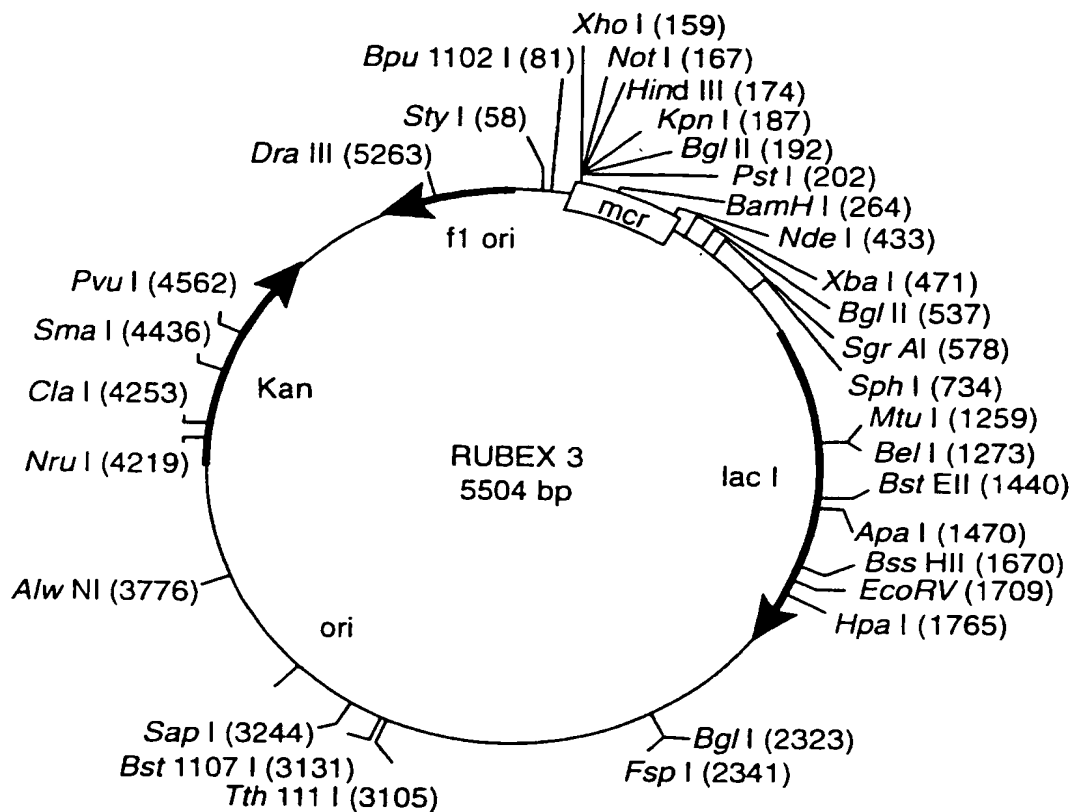 Xho I (159)
Bpu 1102 I (81)
Not I (167)
Hind III (174)
Sty I (58)
Kpn I (187)
Dra III (5263)
Bgl II (192)
Pst I (202)
BamH I (264)
mcr
Nde I (433)
f1 ori
Xba I (471)
Pvu I (4562)
Bgl II (537)
Sma I (4436)
Sgr AI (578)
Sph I (734)
Cla I (4253)
Kan
Mtu I (1259)
Nru I (4219)
RUBEX 3
5504 bp
lac I
Bel I (1273)
Bst EII (1440)
Apa I (1470)
Bss HII (1670)
Alw NI (3776)
EcoRV (1709)
ori
Hpa I (1765)
Sap I (3244)
Bgl I (2323)
Bst 1107 I (3131)
Fsp I (2341)
Tth 111 I (3105)